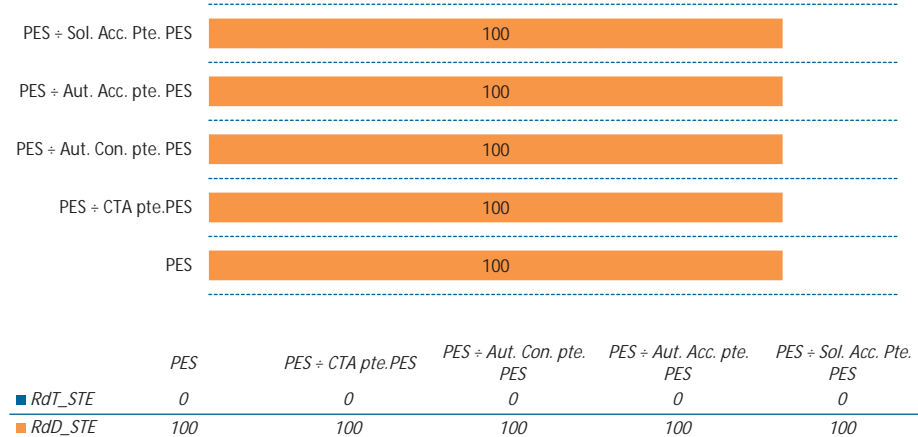 PES ÷ Sol. Acc. Pte. PES 100
PES ÷ Aut. Acc. pte. PES 100
PES ÷ Aut. Con. pte. PES 100
PES ÷ CTA pte.PES 100
PES 100
PES PES ÷ CTA pte.PES PES ÷ Aut. Con. pte. PES PES ÷ Aut. Acc. pte. PES PES ÷ Sol. Acc. Pte. PES
RdT_STE 0 0 0 0 0
RdD_STE 100 100 100 100 100